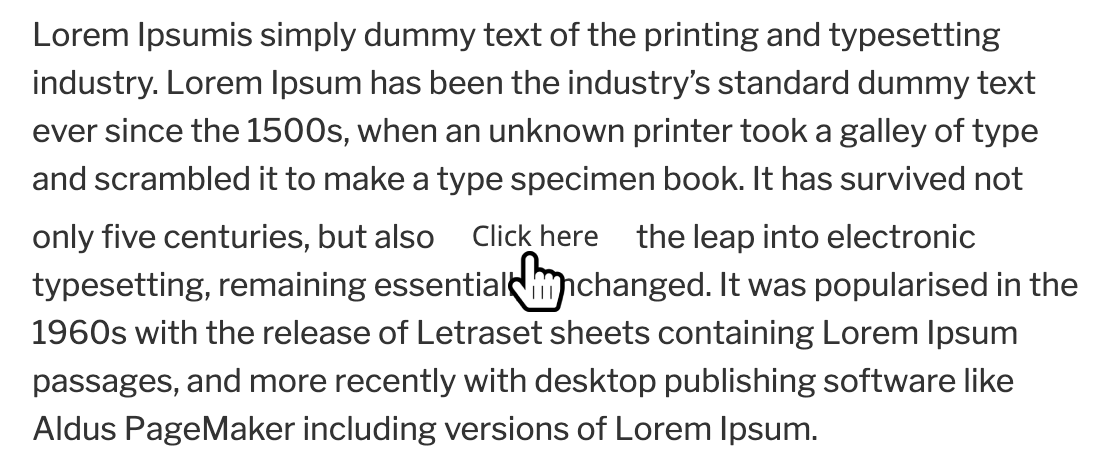 Lorem Ipsumis simply dummy text of the printing and typesetting
industry. Lorem Ipsum has been the industry’s standard dummy text
ever since the 1500s, when an unknown printer took a galley of type
and scrambled it to make a type specimen book. It has survived not
only five centuries, but also Click here the leap into electronic
typesetting, remaining essentially unchanged. It was popularised in the
1960s with the release of Letraset sheets containing Lorem Ipsum
passages, and more recently with desktop publishing software like
Aldus PageMaker including versions of Lorem Ipsum.